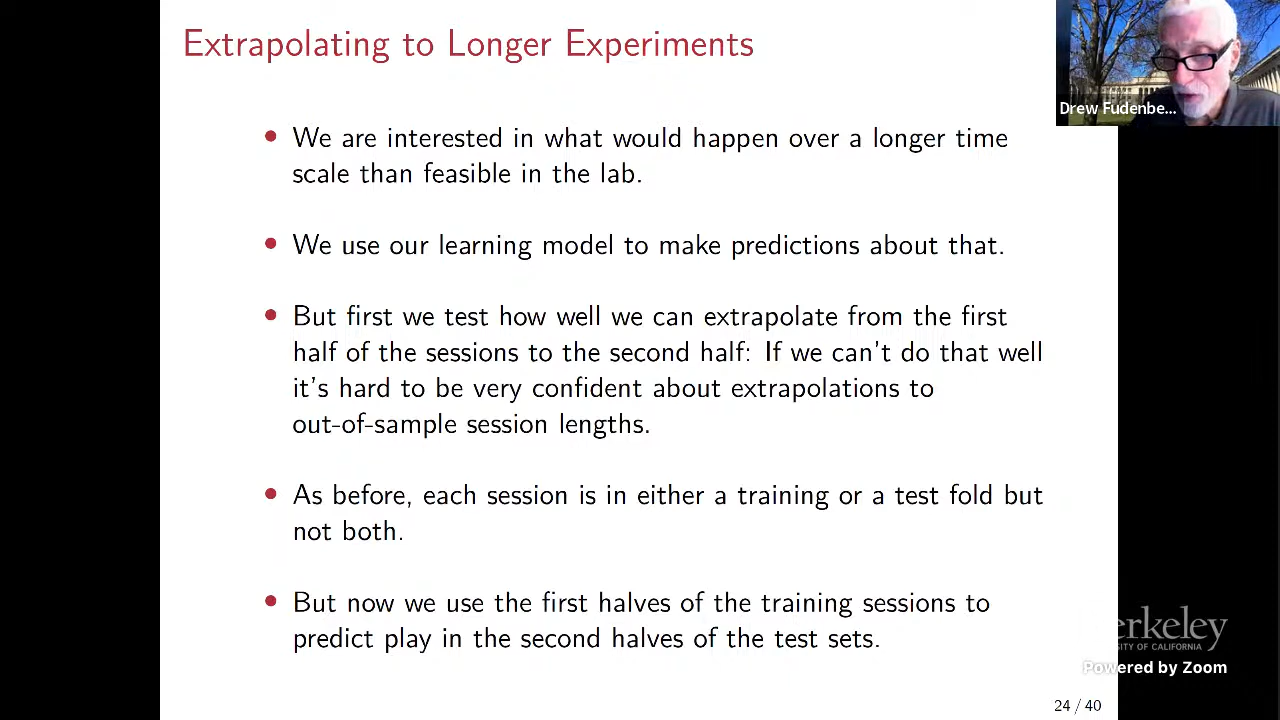 Extrapolating to Longer Experiments
Drew Fudenbe...
• We are interested in what would happen over a longer time
scale than feasible in the lab.
• We use our learning model to make predictions about that.
• But first we test how well we can extrapolate from the first
half of the sessions to the second half: If we can't do that well
it's hard to be very confident about extrapolations to
out-of-sample session lengths.
• As before, each session is in either a training or a test fold but
not both.
• But now we use the first halves of the training sessions to
predict play in the second halves of the test sets.
erkeley
SITY OF CALIFORNIA
Powered by Zoom
24 / 40